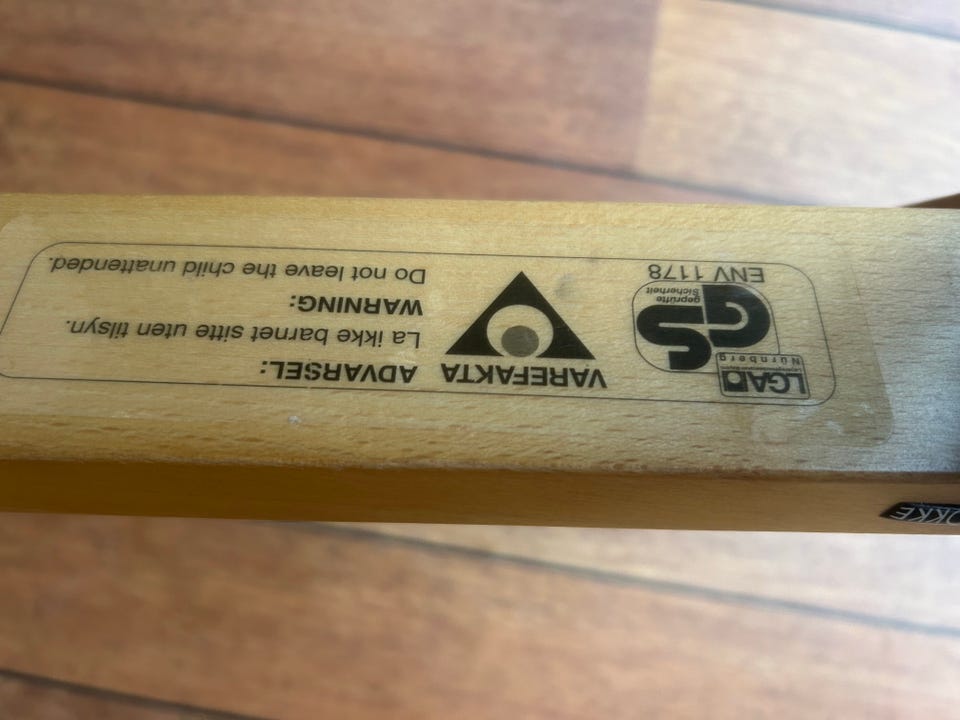 LGA
Nürnberg
GS
geprüfte
Sicherheit
ENV 1178
VAREFAKTA
ADVARSEL:
La ikke barnet sitte uten tilsyn.
WARNING:
Do not leave the child unattended.
OKKE